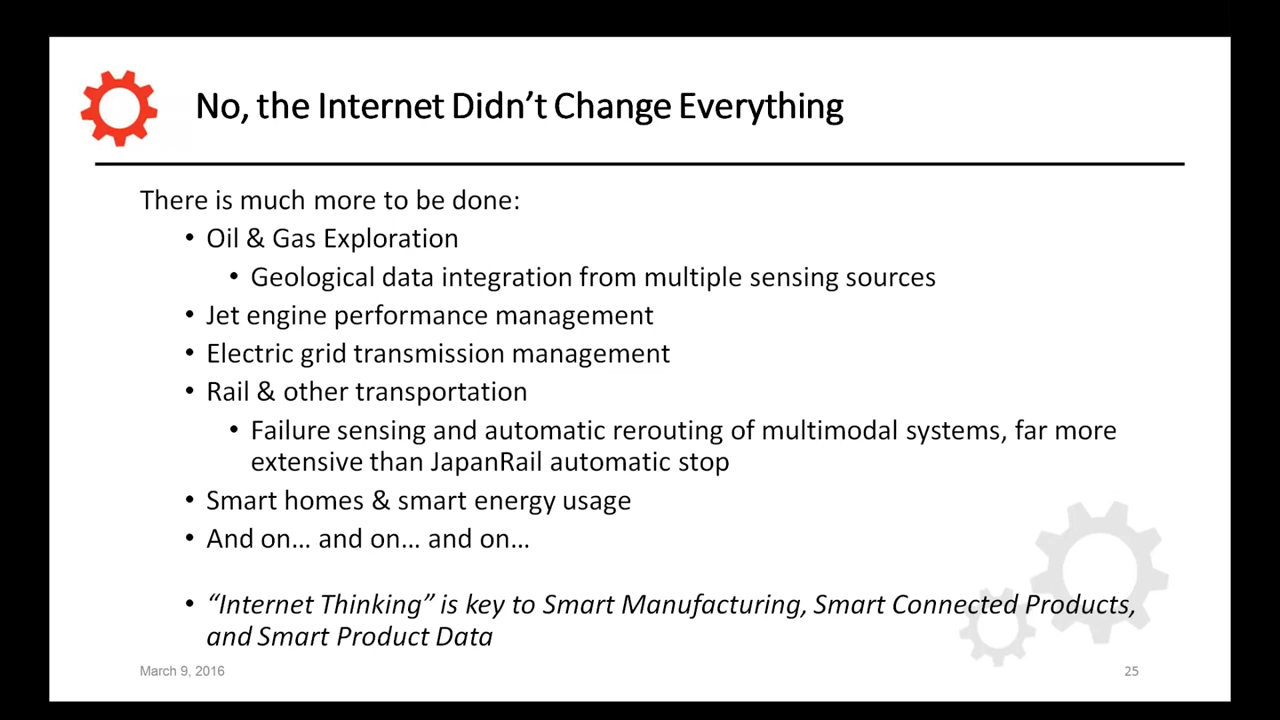 No, the Internet Didn’t Change Everything
There is much more to be done:
• Oil & Gas Exploration
• Geological data integration from multiple sensing sources
• Jet engine performance management
• Electric grid transmission management
• Rail & other transportation
• Failure sensing and automatic rerouting of multimodal systems, far more
extensive than JapanRail automatic stop
• Smart homes & smart energy usage
• And on… and on… and on…
• “Internet Thinking” is key to Smart Manufacturing, Smart Connected Products,
and Smart Product Data
March 9, 2016
25